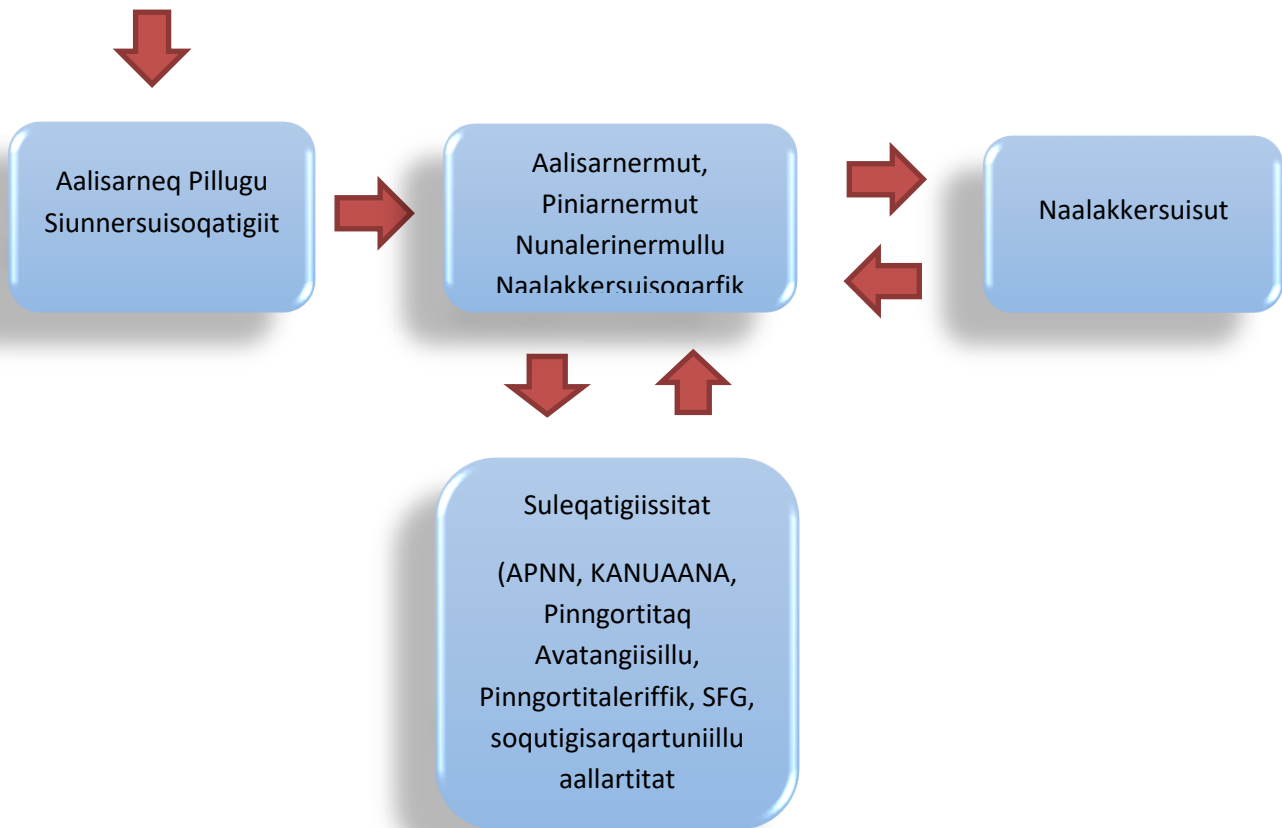 Aalisarneq Pillugu
Siunnersuisoqatigiit
Aalisarnermut,
Piniarnermut
Nunalerinermullu
Naalakkersuisoqarfik
Naalakkersuisut
Suleqatigiissitat
(APNN, KANUAANA,
Pinngortitaq
Avatangiisillu,
Pinngortitaleriffik, SFG,
soqutigisarqartuniillu
aallartitat